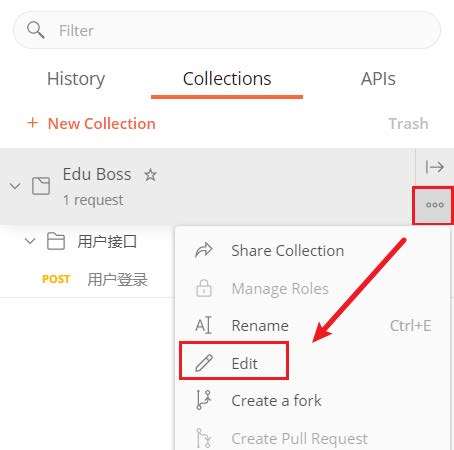 Filter
History Collections APIs
+ New Collection Trash
Edu Boss
1 request
用户接口
POST 用户登录
Share Collection
Manage Roles
Rename Ctrl+E
Edit
Create a fork
Create Pull Request